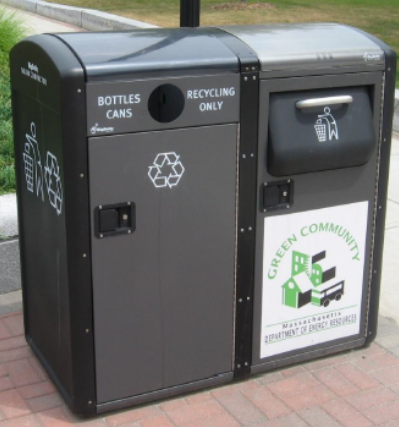 BOTTLES
CANS
RECYCLING
ONLY
GREEN COMMUNITY
Massachusetts
DEPARTMENT OF ENERGY RESOURCES